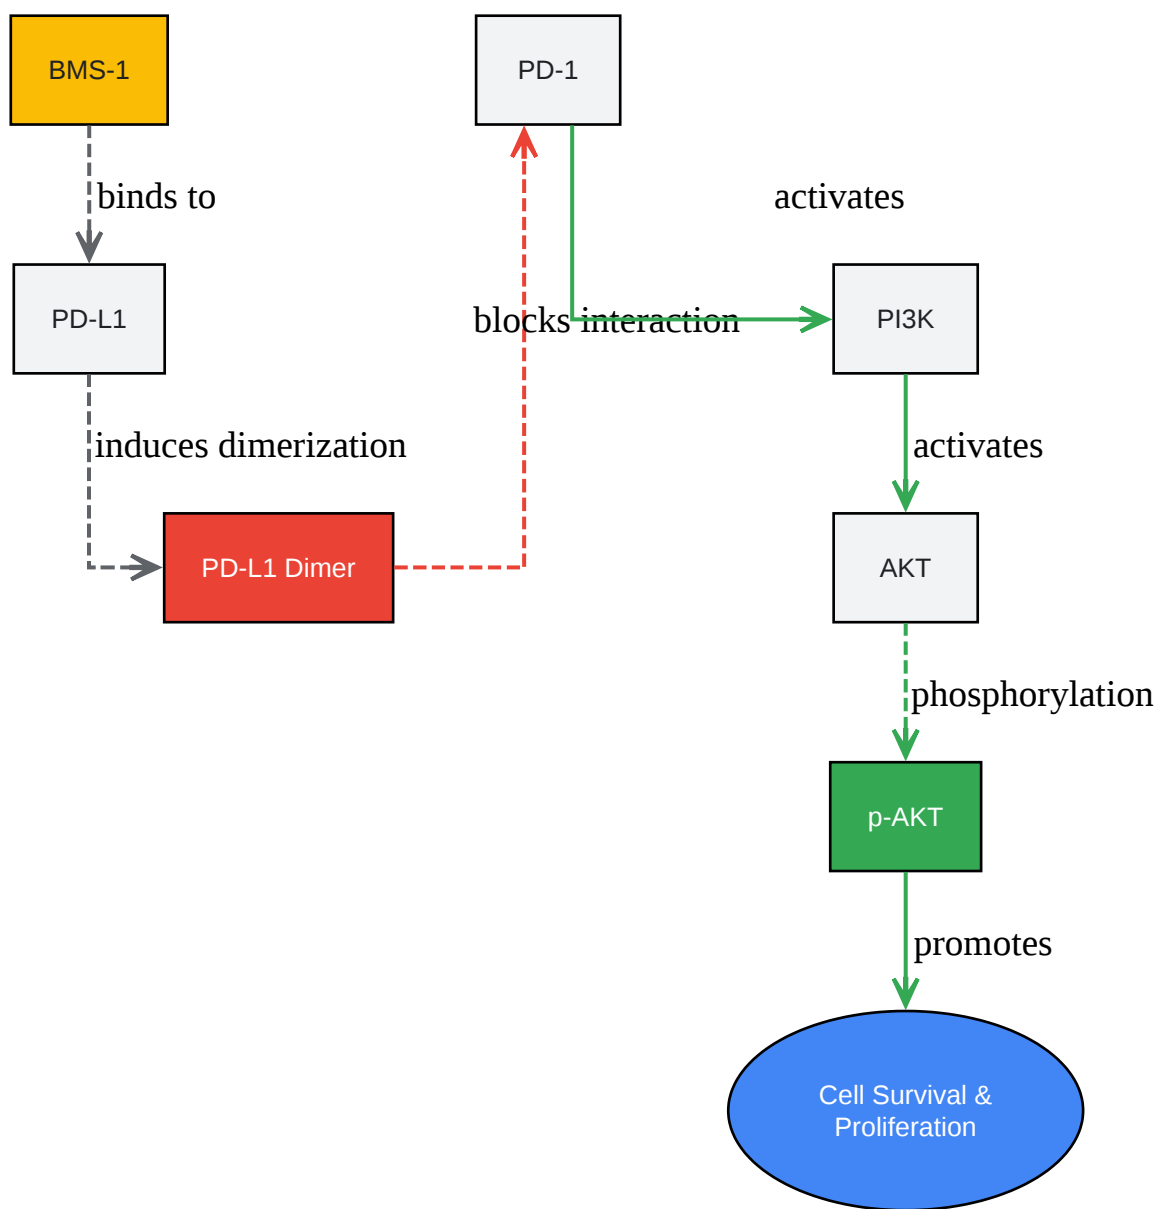 BMS-1
PD-1
binds to
activates
PD-L1
blocks interaction
PI3K
induces dimerization
activates
PD-L1 Dimer
AKT
phosphorylation
p-AKT
promotes
Cell Survival &
Proliferation